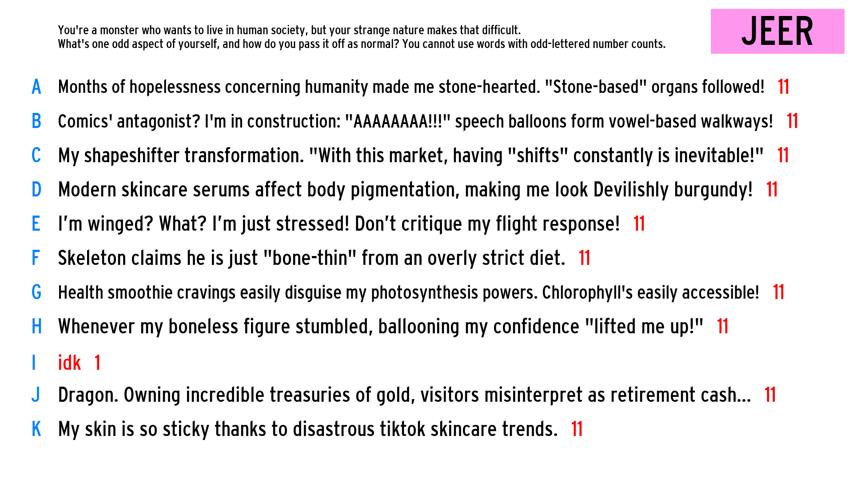 You're a monster who wants to live in human society, but your strange nature makes that difficult.
What's one odd aspect of yourself, and how do you pass it off as normal? You cannot use words with odd-lettered number counts.
JEER
A Months of hopelessness concerning humanity made me stone-hearted. "Stone-based" organs followed! 11
B Comics' antagonist? I'm in construction: "AAAAAAAA!!!" speech balloons form vowel-based walkways! 11
C My shapeshifter transformation. "With this market, having "shifts" constantly is inevitable!" 11
D Modern skincare serums affect body pigmentation, making me look Devilishly burgundy! 11
E I'm winged? What? I'm just stressed! Don't critique my flight response! 11
F Skeleton claims he is just "bone-thin" from an overly strict diet. 11
G Health smoothie cravings easily disguise my photosynthesis powers. Chlorophyll's easily accessible! 11
H Whenever my boneless figure stumbled, ballooning my confidence "lifted me up!" 11
I idk 1
J Dragon. Owning incredible treasuries of gold, visitors misinterpret as retirement cash... 11
K My skin is so sticky thanks to disastrous tiktok skincare trends. 11